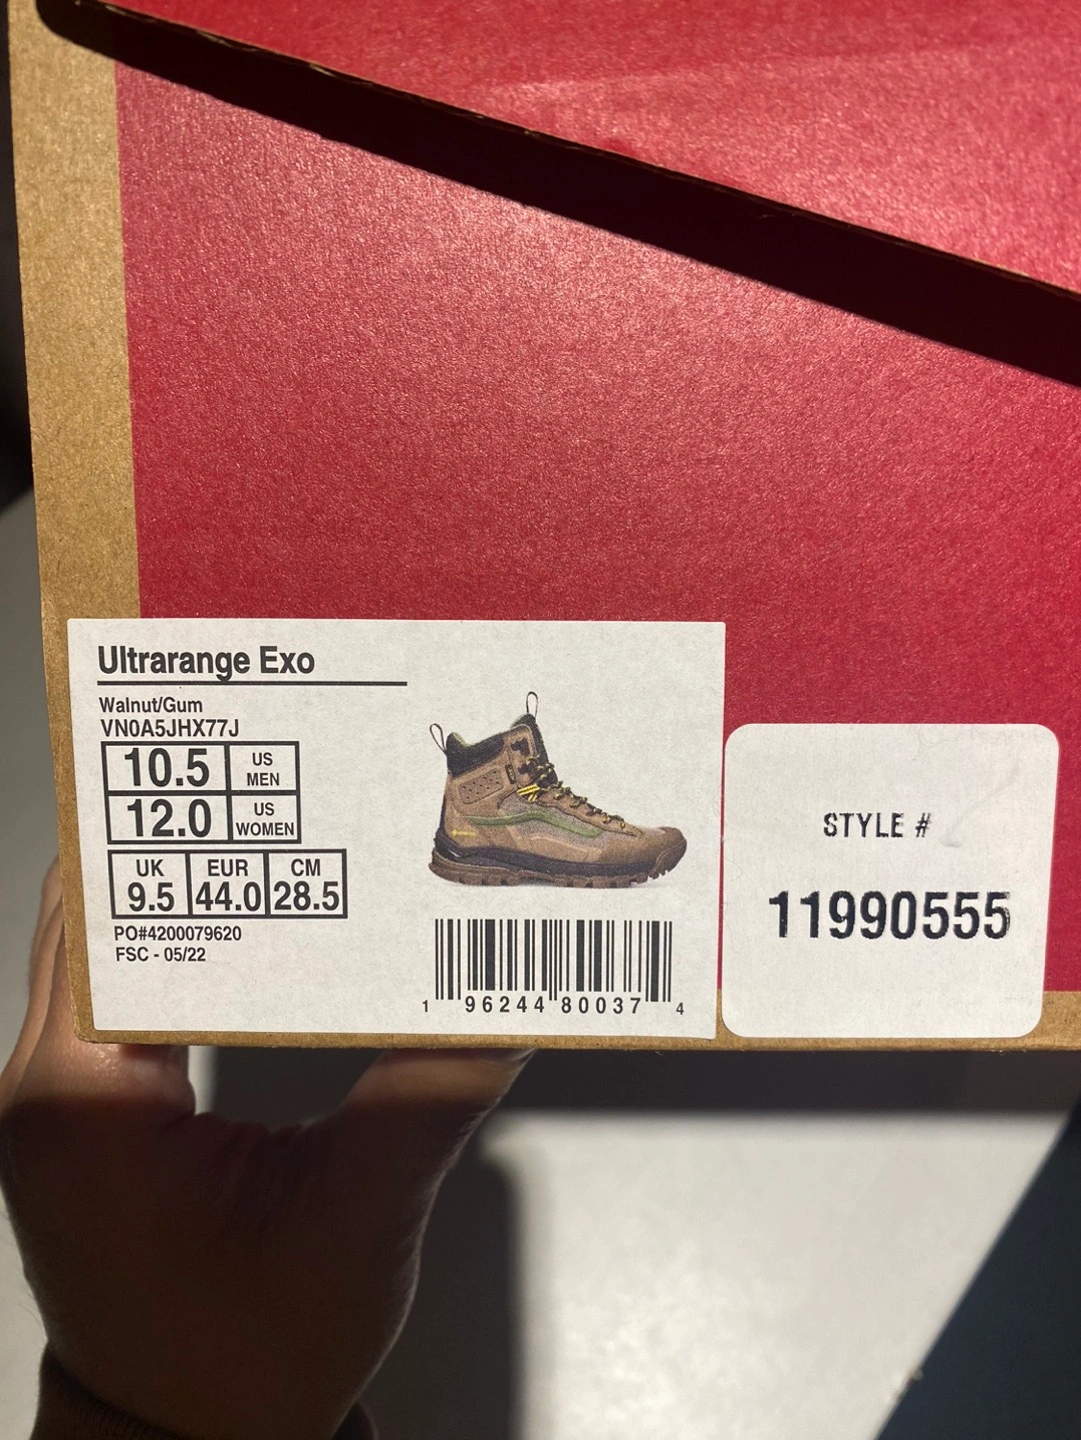 Ultrarange Exo
Walnut/Gum
VN0A5JHX77J
10.5 US MEN
12.0 US WOMEN
UK EUR CM
9.5 44.0 28.5
PO#4200079620
FSC - 05/22
1 96244 80037 4
STYLE #
11990555